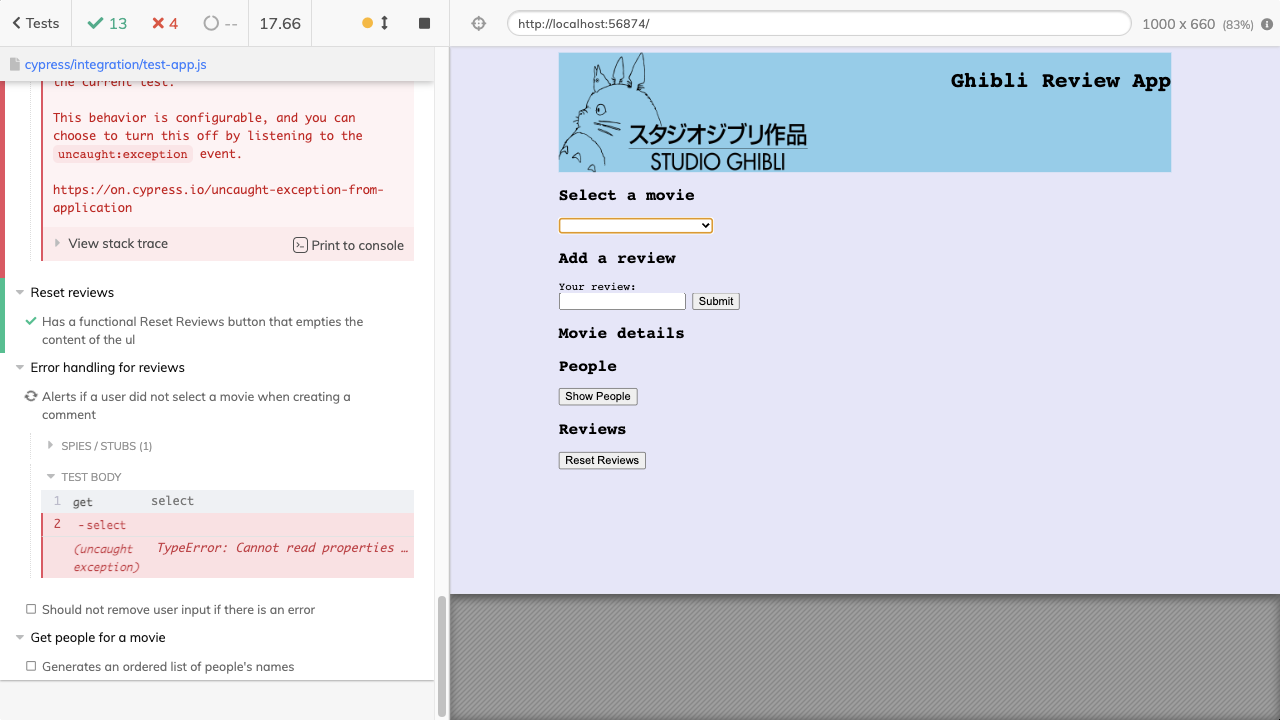 Tests
13
4
--
17.66
http://localhost:56874/
1000 x 660 (83%)
cypress/integration/test-app.js
the current test.
This behavior is configurable, and you can
choose to turn this off by listening to the
uncaught:exception event.
https://on.cypress.io/uncaught-exception-from-
application
View stack trace
Print to console
Reset reviews
Has a functional Reset Reviews button that empties the
content of the ul
Error handling for reviews
Alerts if a user did not select a movie when creating a
comment
SPIES / STUBS (1)
TEST BODY
1 get select
2 -select
(uncaught TypeError: Cannot read properties …
exception)
Should not remove user input if there is an error
Get people for a movie
Generates an ordered list of people's names
Ghibli Review App
スタジオジブリ作品
STUDIO GHIBLI
Select a movie
Add a review
Your review:
Submit
Movie details
People
Show People
Reviews
Reset Reviews